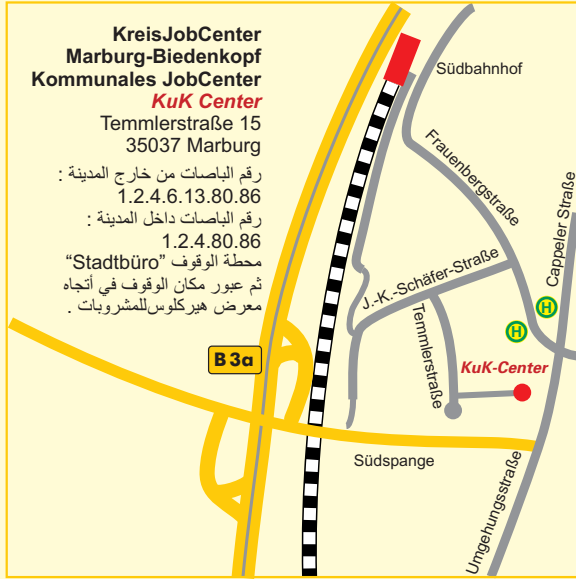 KreisJobCenter
Marburg-Biedenkopf
Kommunales JobCenter
KuK Center
Temmlerstraße 15
35037 Marburg
رقم الباصات من خارج المدينة :
1.2.4.6.13.80.86
رقم الباصات داخل المدينة :
1.2.4.80.86
محطة الوقوف “Stadtbüro”
ثم عبور مكان الوقوف في أتجاه
معرض هيركلوس للمشروبات .
Südbahnhof
Frauenbergstraße
Cappeler Straße
J.-K.-Schäfer-Straße
Temmlerstraße
H
H
KuK-Center
B 3a
Südspange
Umgehungsstraße